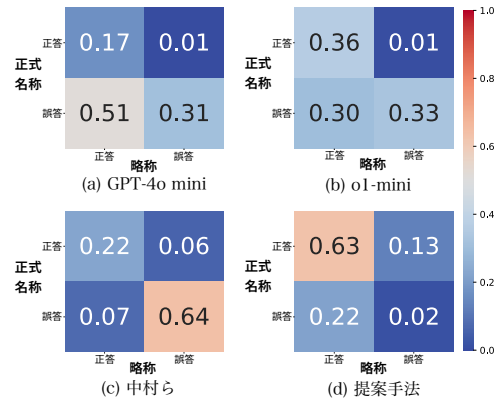 正答
0.17 0.01
正式
名称
誤答
0.51 0.31
正答 誤答
略称
(a) GPT-4o mini
正答
0.36 0.01
正式
名称
誤答
0.30 0.33
正答 誤答
略称
(b) o1-mini
正答
0.22 0.06
正式
名称
誤答
0.07 0.64
正答 誤答
略称
(c) 中村ら
正答
0.63 0.13
正式
名称
誤答
0.22 0.02
正答 誤答
略称
(d) 提案手法
1.0
0.8
0.6
0.4
0.2
0.0